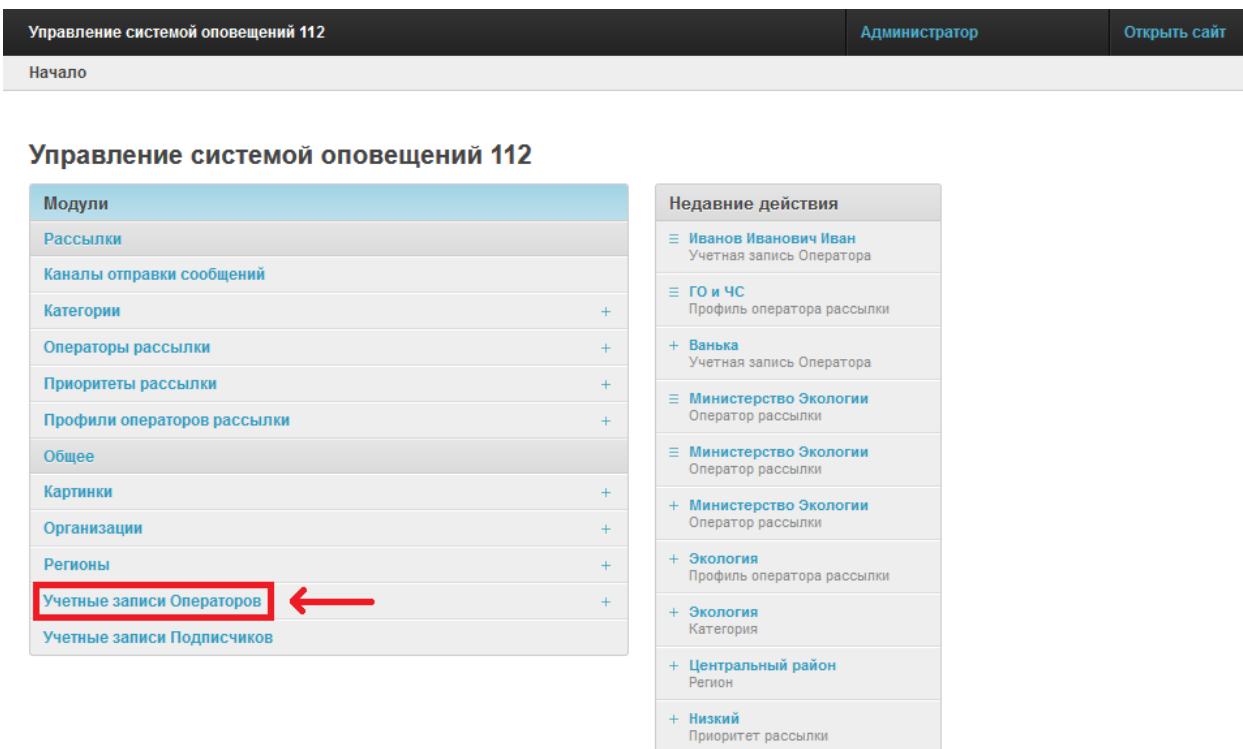 Управление системой оповещений 112
Администратор
Открыть сайт
Начало
Управление системой оповещений 112
Модули
Рассылки
Каналы отправки сообщений
Категории +
Операторы рассылки +
Приоритеты рассылки +
Профили операторов рассылки +
Общее
Картинки +
Организации +
Регионы +
Учетные записи Операторов +
Учетные записи Подписчиков
Недавние действия
Иванов Иванович Иван
Учетная запись Оператора
ГО и ЧС
Профиль оператора рассылки
+ Ванька
Учетная запись Оператора
Министерство Экологии
Оператор рассылки
Министерство Экологии
Оператор рассылки
+ Министерство Экологии
Оператор рассылки
+ Экология
Профиль оператора рассылки
+ Экология
Категория
+ Центральный район
Регион
+ Низкий
Приоритет рассылки